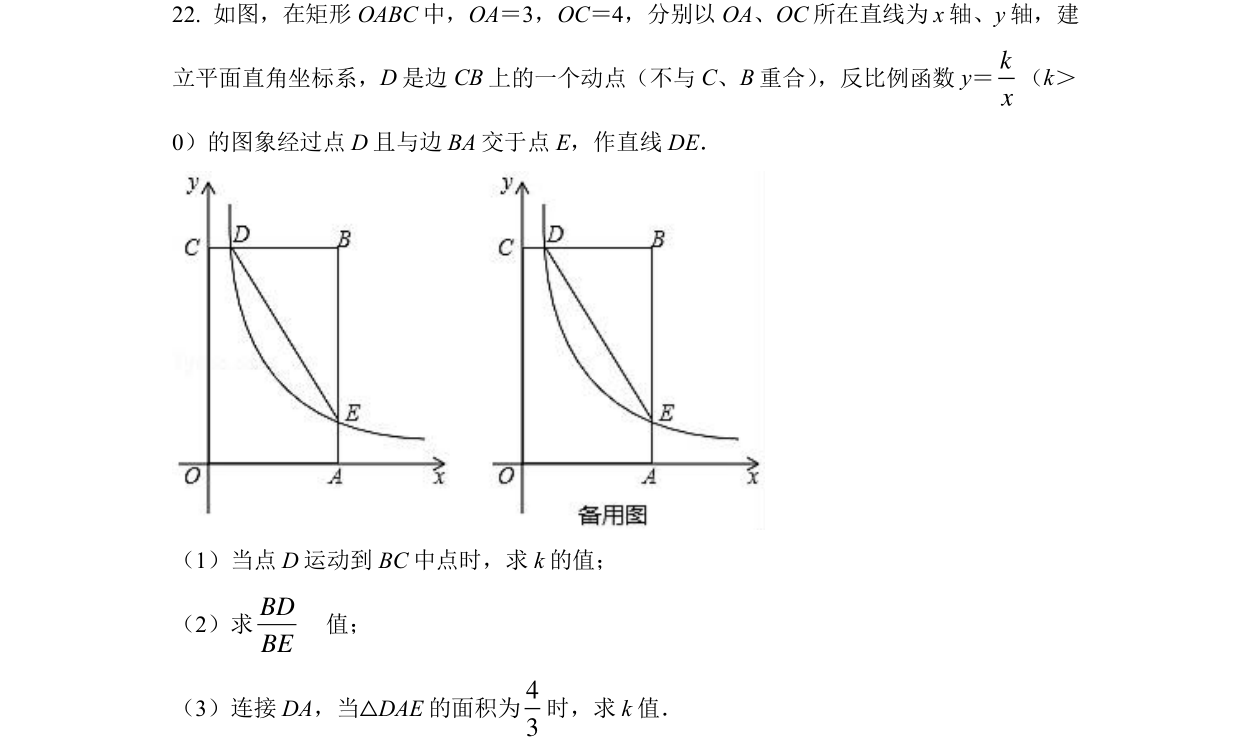 22. 如图，在矩形 OABC 中，OA＝3，OC＝4，分别以 OA、OC 所在直线为 x 轴、y 轴，建
立平面直角坐标系，D 是边 CB 上的一个动点（不与 C、B 重合），反比例函数 y＝k/x（k＞
0）的图象经过点 D 且与边 BA 交于点 E，作直线 DE．
y
C
D
B
E
O
A
x
y
C
D
B
E
O
A
x
备用图
（1）当点 D 运动到 BC 中点时，求 k 的值；
（2）求 BD/BE 值；
（3）连接 DA，当△DAE 的面积为 4/3 时，求 k 值．